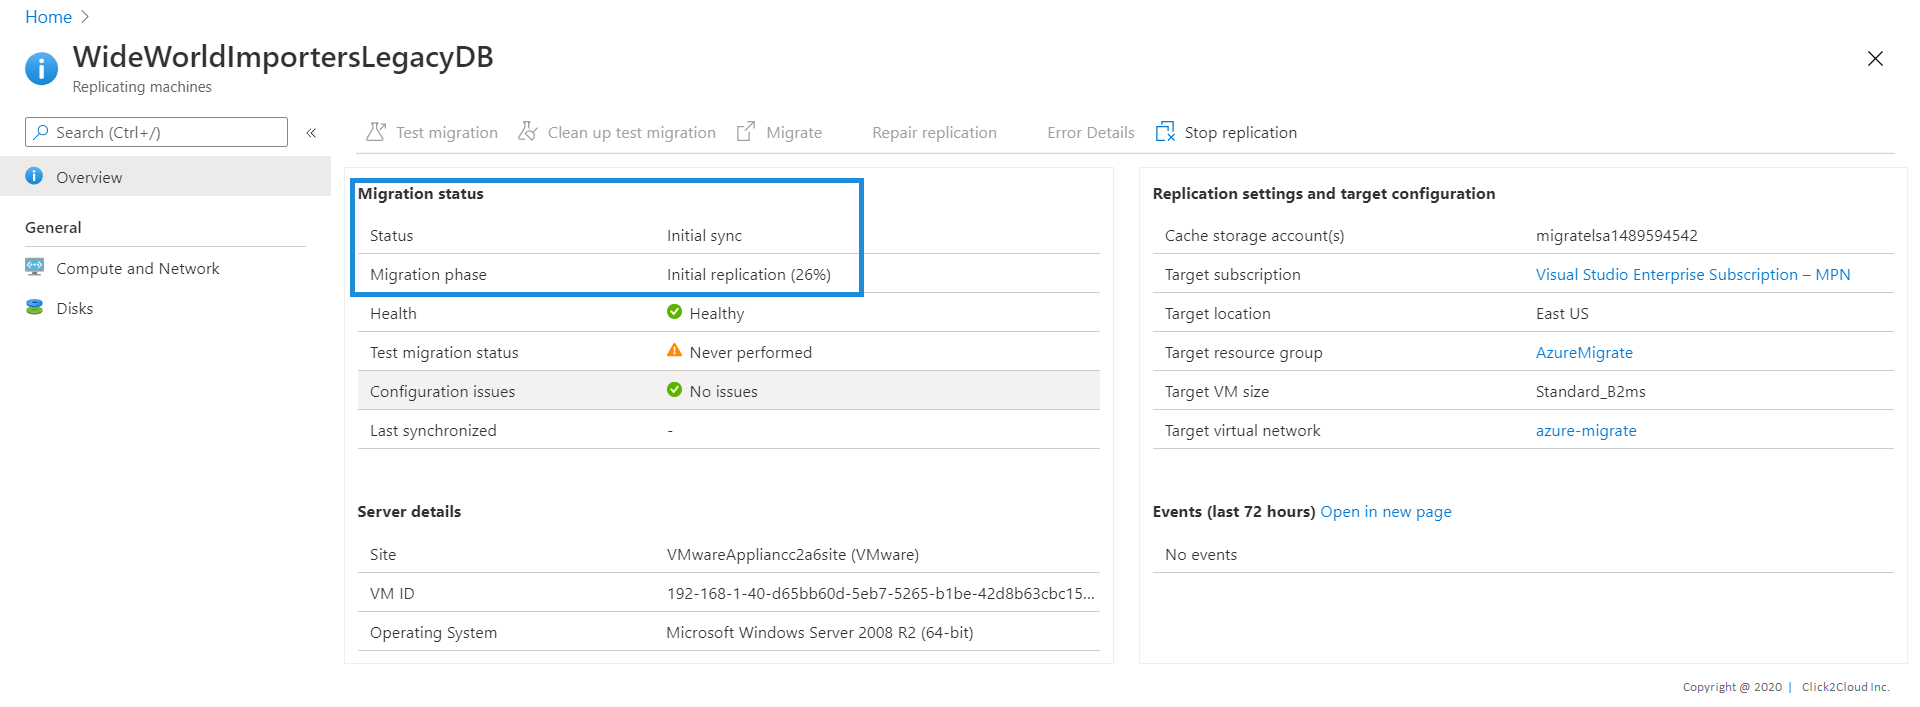 Home
WideWorldImportersLegacyDB
Replicating machines
Search (Ctrl+/)
Overview
General
Compute and Network
Disks
Test migration Clean up test migration Migrate Repair replication Error Details Stop replication
Migration status
Status Initial sync
Migration phase Initial replication (26%)
Health Healthy
Test migration status Never performed
Configuration issues No issues
Last synchronized -
Server details
Site VMwareAppliancc2a6site (VMware)
VM ID 192-168-1-40-d65bb60d-5eb7-5265-b1be-42d8b63cbc15...
Operating System Microsoft Windows Server 2008 R2 (64-bit)
Replication settings and target configuration
Cache storage account(s) migratelsa1489594542
Target subscription Visual Studio Enterprise Subscription – MPN
Target location East US
Target resource group AzureMigrate
Target VM size Standard_B2ms
Target virtual network azure-migrate
Events (last 72 hours) Open in new page
No events
Copyright @ 2020 | Click2Cloud Inc.